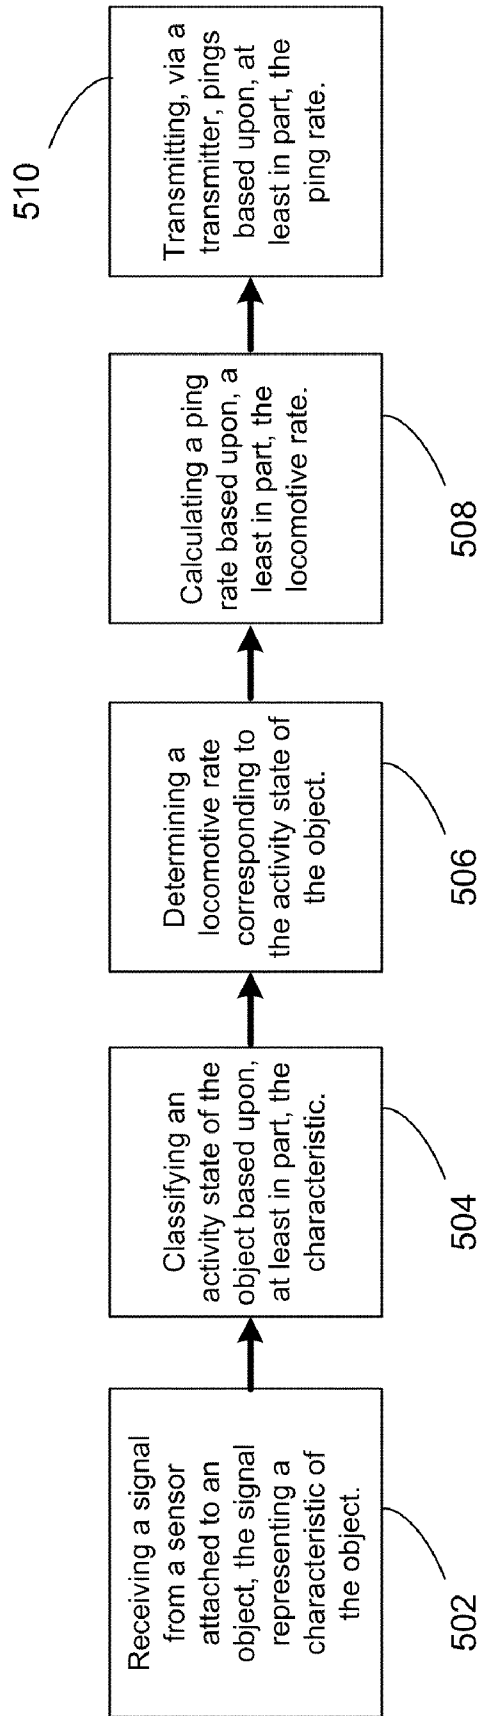 Receiving a signal
from a sensor
attached to an
object, the signal
representing a
characteristic of
the object.
502
Classifying an
activity state of the
object based upon,
at least in part, the
characteristic.
504
Determining a
locomotive rate
corresponding to
the activity state of
the object.
506
Calculating a ping
rate based upon, a
least in part, the
locomotive rate.
508
Transmitting, via a
transmitter, pings
based upon, at
least in part, the
ping rate.
510